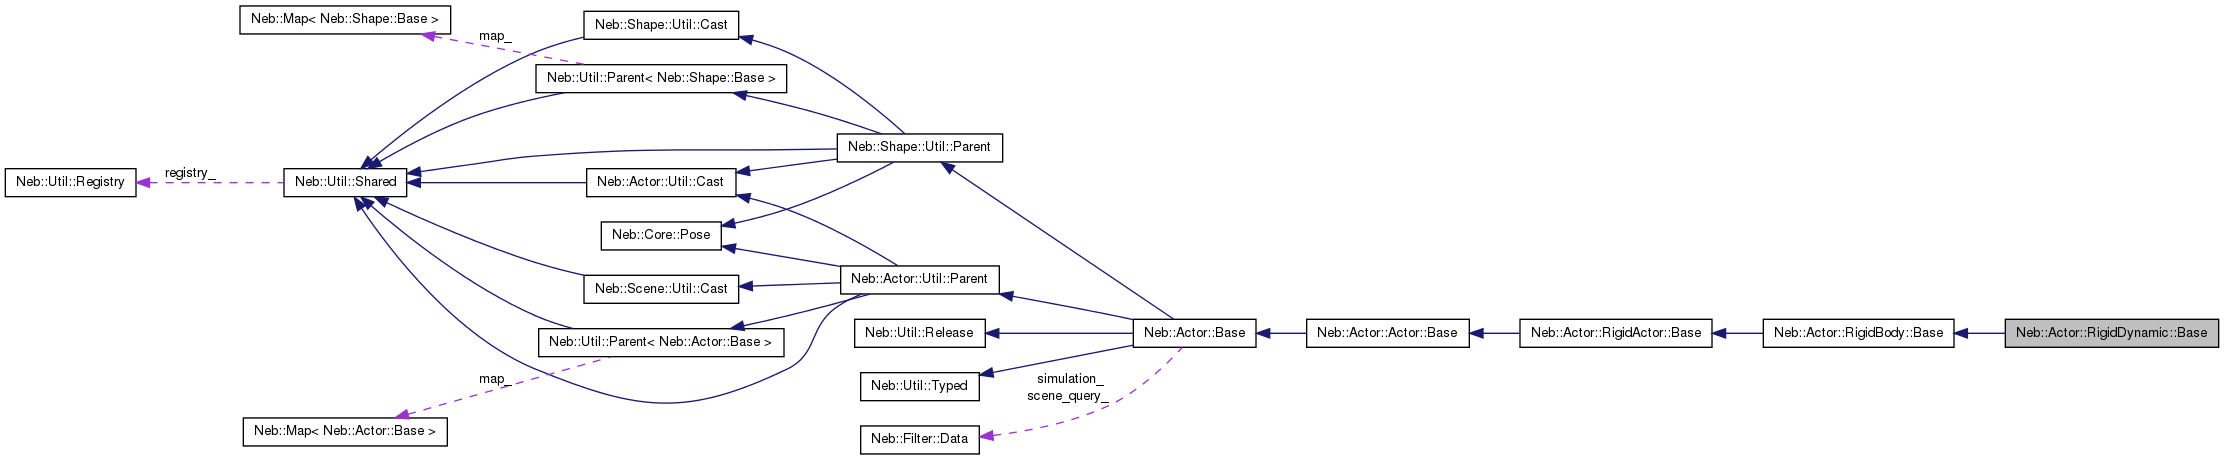 Neb::Map< Neb::Shape::Base >
Neb::Shape::Util::Cast
map_
Neb::Util::Parent< Neb::Shape::Base >
Neb::Shape::Util::Parent
Neb::Util::Registry
registry_
Neb::Util::Shared
Neb::Actor::Util::Cast
Neb::Core::Pose
Neb::Actor::Util::Parent
Neb::Scene::Util::Cast
Neb::Util::Release
Neb::Actor::Base
Neb::Actor::Actor::Base
Neb::Actor::RigidActor::Base
Neb::Actor::RigidBody::Base
Neb::Actor::RigidDynamic::Base
Neb::Util::Parent< Neb::Actor::Base >
map_
Neb::Util::Typed
simulation_
scene_query_
Neb::Map< Neb::Actor::Base >
Neb::Filter::Data